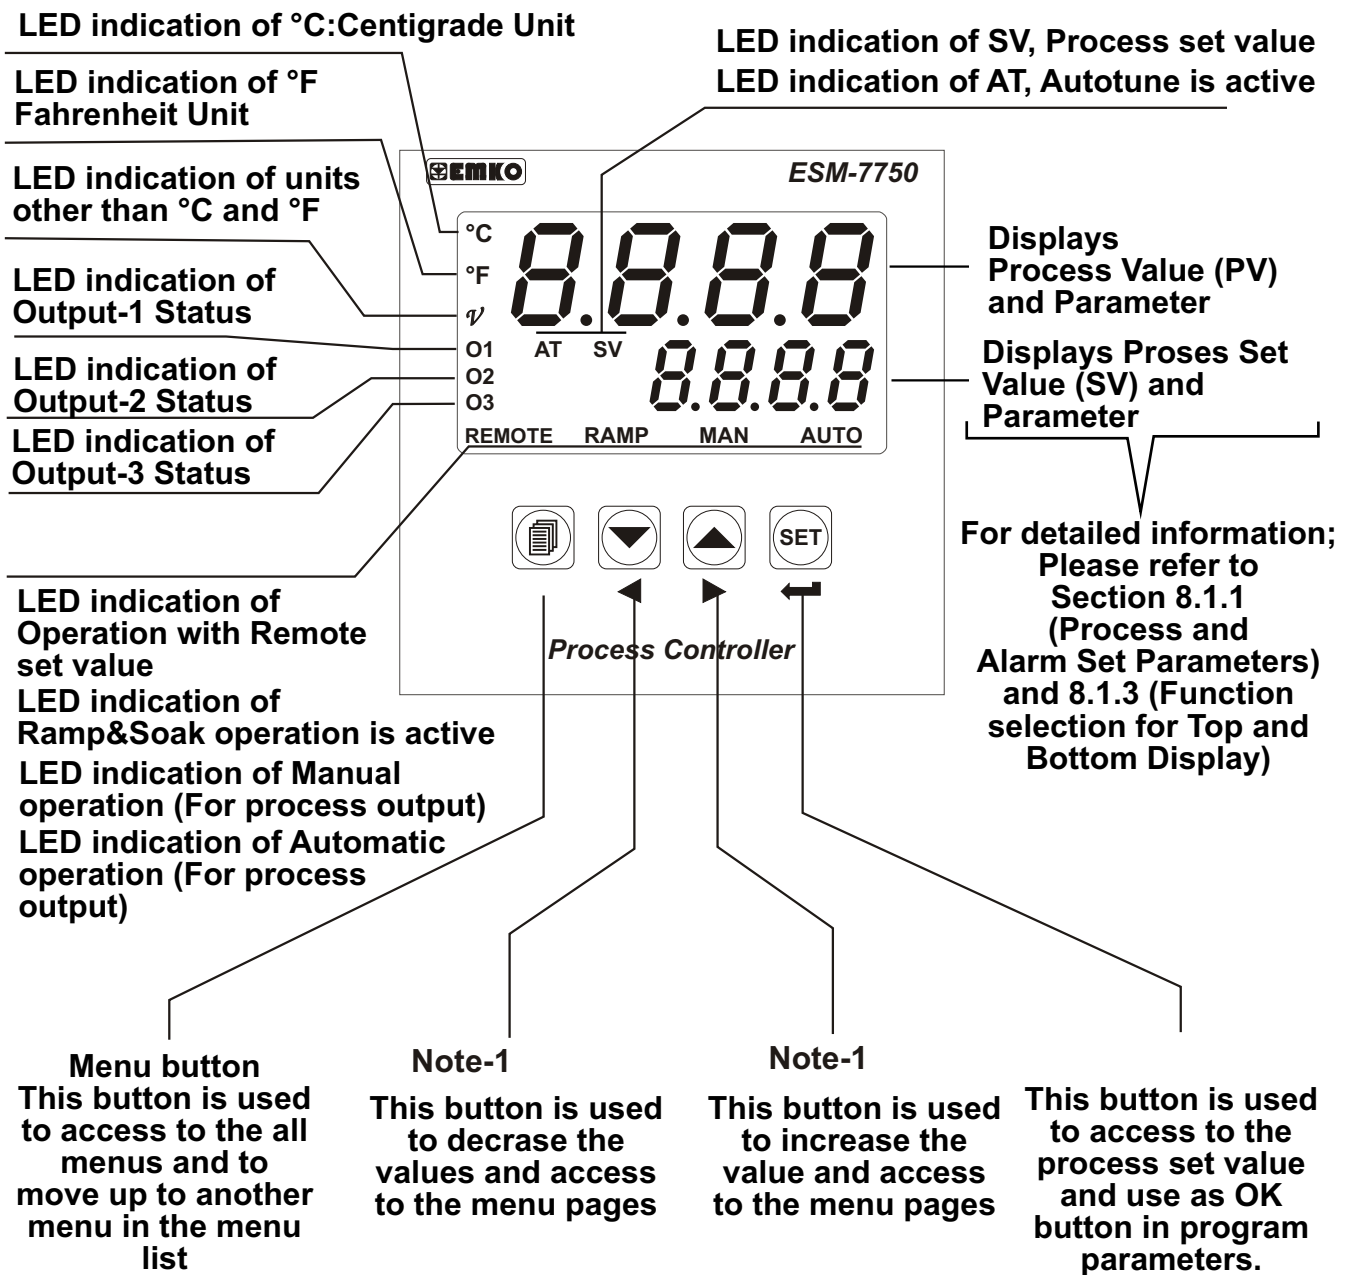 LED indication of °C:Centigrade Unit
LED indication of °F
Fahrenheit Unit
LED indication of units
other than °C and °F
LED indication of
Output-1 Status
LED indication of
Output-2 Status
LED indication of
Output-3 Status
LED indication of SV, Process set value
LED indication of AT, Autotune is active
EMKO
ESM-7750
°C
°F
V
8.8.8.8
O1
O2
O3
AT SV
8.8.8.8
REMOTE RAMP MAN AUTO
SET
Process Controller
Displays
Process Value (PV)
and Parameter
Displays Proses Set
Value (SV) and
Parameter
For detailed information;
Please refer to
Section 8.1.1
(Process and
Alarm Set Parameters)
and 8.1.3 (Function
selection for Top and
Bottom Display)
LED indication of
Operation with Remote
set value
LED indication of
Ramp&Soak operation is active
LED indication of Manual
operation (For process output)
LED indication of Automatic
operation (For process
output)
Menu button
This button is used
to access to the all
menus and to
move up to another
menu in the menu
list
Note-1
This button is used
to decrase the
values and access
to the menu pages
Note-1
This button is used
to increase the
value and access
to the menu pages
This button is used
to access to the
process set value
and use as OK
button in program
parameters.